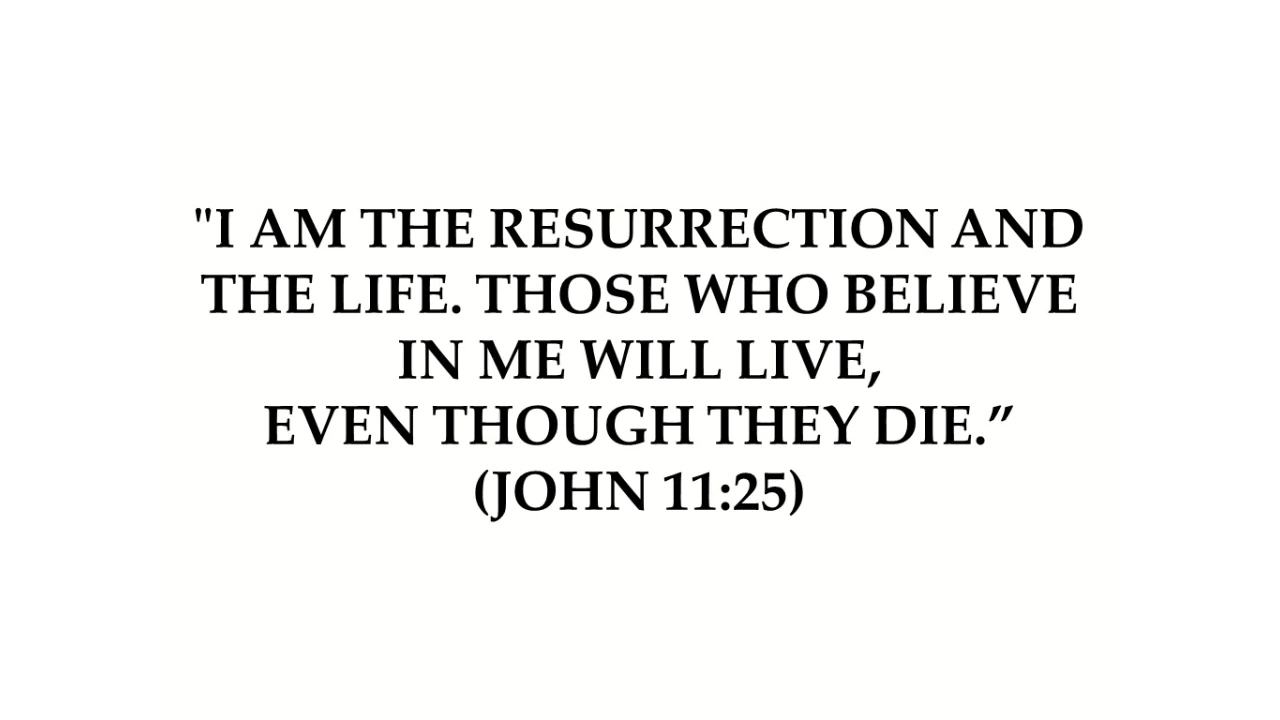 "I AM THE RESURRECTION AND
THE LIFE. THOSE WHO BELIEVE
IN ME WILL LIVE,
EVEN THOUGH THEY DIE.”
(JOHN 11:25)